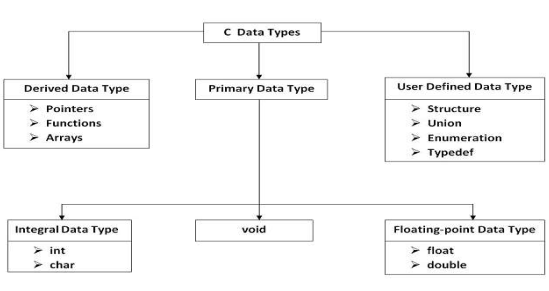 C Data Types
Derived Data Type
Pointers
Functions
Arrays
Primary Data Type
User Defined Data Type
Structure
Union
Enumeration
Typedef
Integral Data Type
int
char
void
Floating-point Data Type
float
double